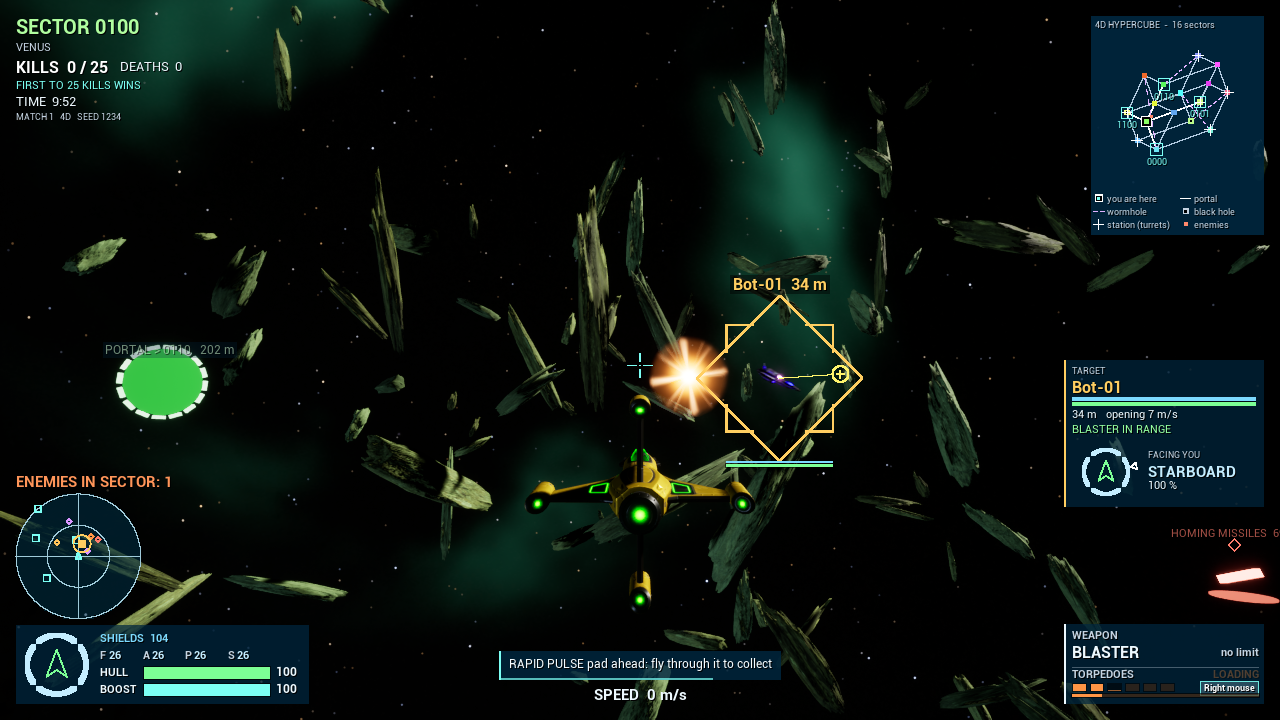 SECTOR 0100
VENUS
KILLS 0 / 25 DEATHS 0
FIRST TO 25 KILLS WINS
TIME 9:52
MATCH 1 4D SEED 1234
4D HYPERCUBE - 16 sectors
0110
1100
0000
you are here
portal
wormhole
black hole
station (turrets)
enemies
Bot-01 34 m
PORTAL 0110 202 m
TARGET
Bot-01
34 m opening 7 m/s
BLASTER IN RANGE
FACING YOU
STARBOARD
100 %
ENEMIES IN SECTOR: 1
HOMING MISSILES
SHIELDS 104
F 26 A 26 P 26 S 26
HULL 100
BOOST 100
RAPID PULSE pad ahead: fly through it to collect
SPEED 0 m/s
WEAPON
BLASTER no limit
TORPEDOES LOADING
Right mouse